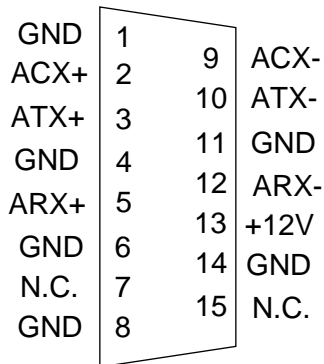 GND 1
9 ACX-
ACX+ 2
10 ATX-
ATX+ 3
11 GND
GND 4
12 ARX-
ARX+ 5
13 +12V
GND 6
14 GND
N.C. 7
15 N.C.
GND 8